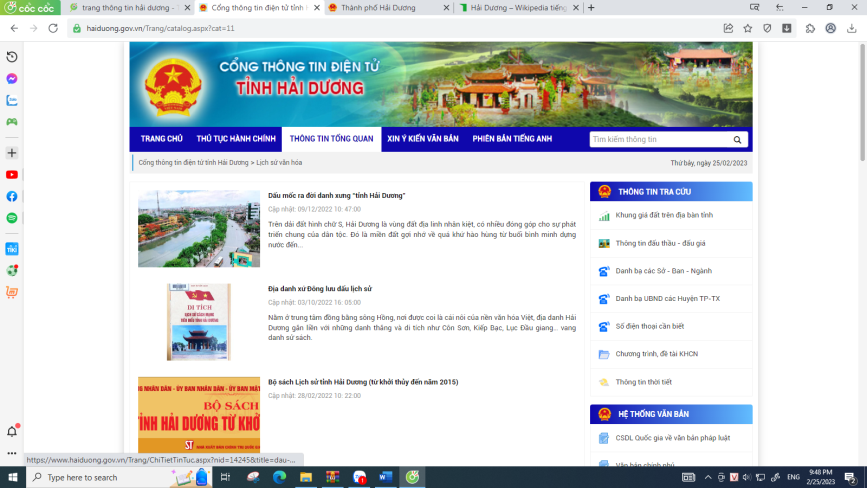 cốc cốc
trang thông tin hải dương - T
Cổng thông tin điện tử tỉnh H
Thành phố Hải Dương
Hải Dương – Wikipedia tiếng
haiduong.gov.vn/Trang/catalog.aspx?cat=11
CỔNG THÔNG TIN ĐIỆN TỬ
TỈNH HẢI DƯƠNG
TRANG CHỦ THỦ TỤC HÀNH CHÍNH THÔNG TIN TỔNG QUAN XIN Ý KIẾN VĂN BẢN PHIÊN BẢN TIẾNG ANH Tìm kiếm thông tin
Cổng thông tin điện tử tỉnh Hải Dương > Lịch sử văn hóa
Thứ bảy, ngày 25/02/2023
Dấu mốc ra đời danh xưng "tỉnh Hải Dương"
Cập nhật: 09/12/2022 10: 47:00
Trên dải đất hình chữ S, Hải Dương là vùng đất địa linh nhân kiệt, có nhiều đóng góp cho sự phát
triển chung của dân tộc. Đó là miền đất gợi nhớ về quá khứ hào hùng từ buổi bình minh dựng
nước đến...
DI TÍCH
Địa danh xứ Đông lưu dấu lịch sử
Cập nhật: 03/10/2022 16: 05:00
Nằm ở trung tâm đồng bằng sông Hồng, nơi được coi là cái nôi của nền văn hóa Việt, địa danh Hải
Dương gắn liền với những danh thắng và di tích như Côn Sơn, Kiếp Bạc, Lục Đầu giang... vang
danh sử sách.
BỘ SÁCH
TỈNH HẢI DƯƠNG TỪ KHỞ
Bộ sách Lịch sử tỉnh Hải Dương (từ khởi thủy đến năm 2015)
Cập nhật: 28/02/2022 10: 22:00
THÔNG TIN TRA CỨU
Khung giá đất trên địa bàn tỉnh
Thông tin đấu thầu - đấu giá
Danh bạ các Sở - Ban - Ngành
Danh bạ UBND các Huyện TP-TX
Số điện thoại cần biết
Chương trình, đề tài KHCN
Thông tin thời tiết
HỆ THỐNG VĂN BẢN
CSDL Quốc gia về văn bản pháp luật
Văn bản chính phủ
https://www.haiduong.gov.vn/Trang/ChiTietTinTuc.aspx?nid=14245&title=dau-...
Type here to search
ENG
9:48 PM
2/25/2023